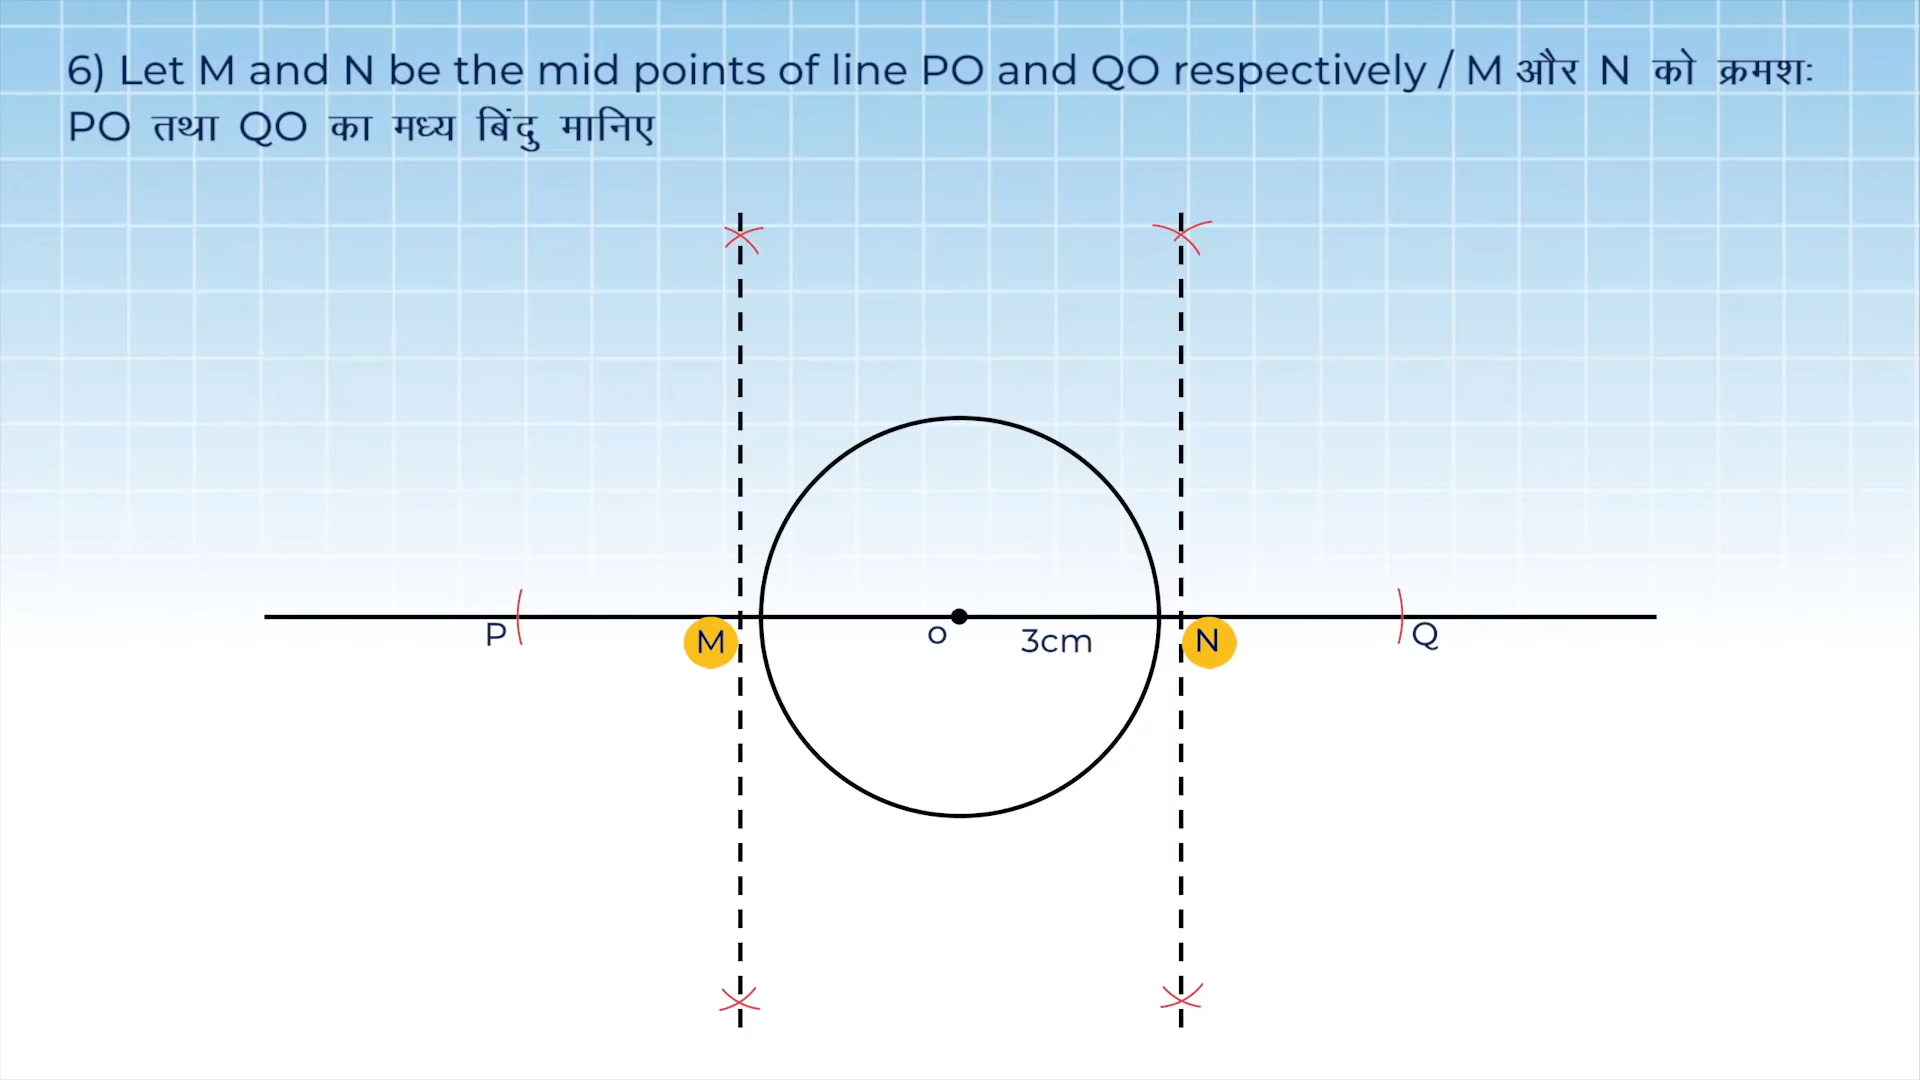 6) Let M and N be the mid points of line PO and QO respectively / M और N को क्रमशः
PO तथा QO का मध्य बिंदु मानिए
P M o 3cm N Q